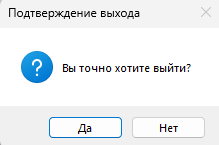 Подтверждение выхода
Вы точно хотите выйти?
Да
Нет